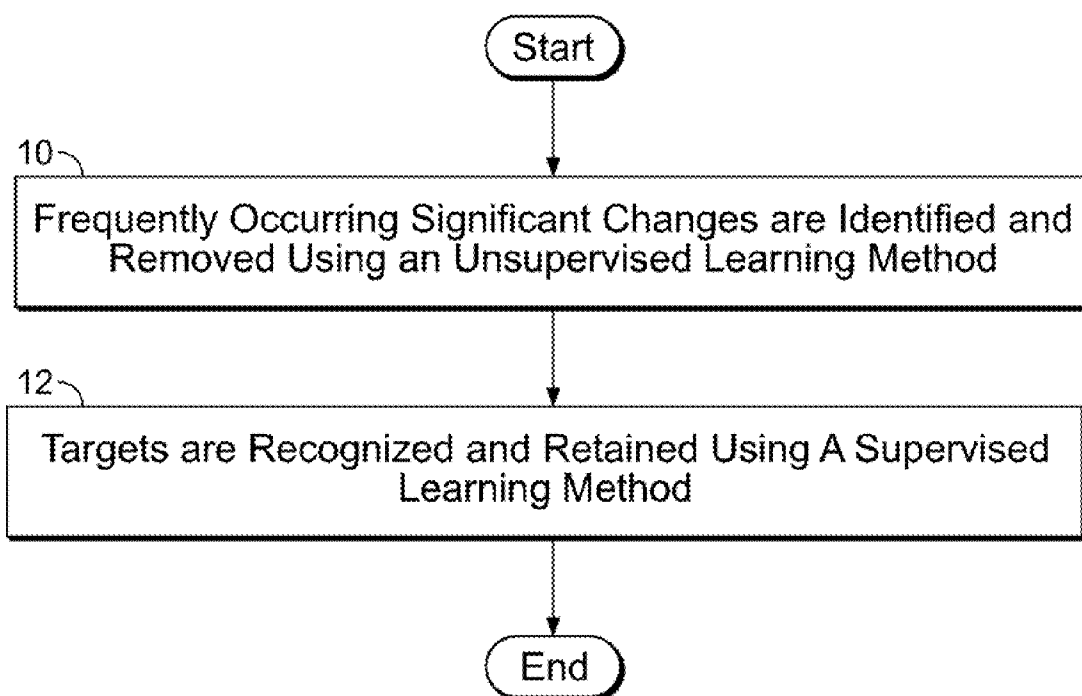 Start
10
Frequently Occurring Significant Changes are Identified and
Removed Using an Unsupervised Learning Method
12
Targets are Recognized and Retained Using A Supervised
Learning Method
End